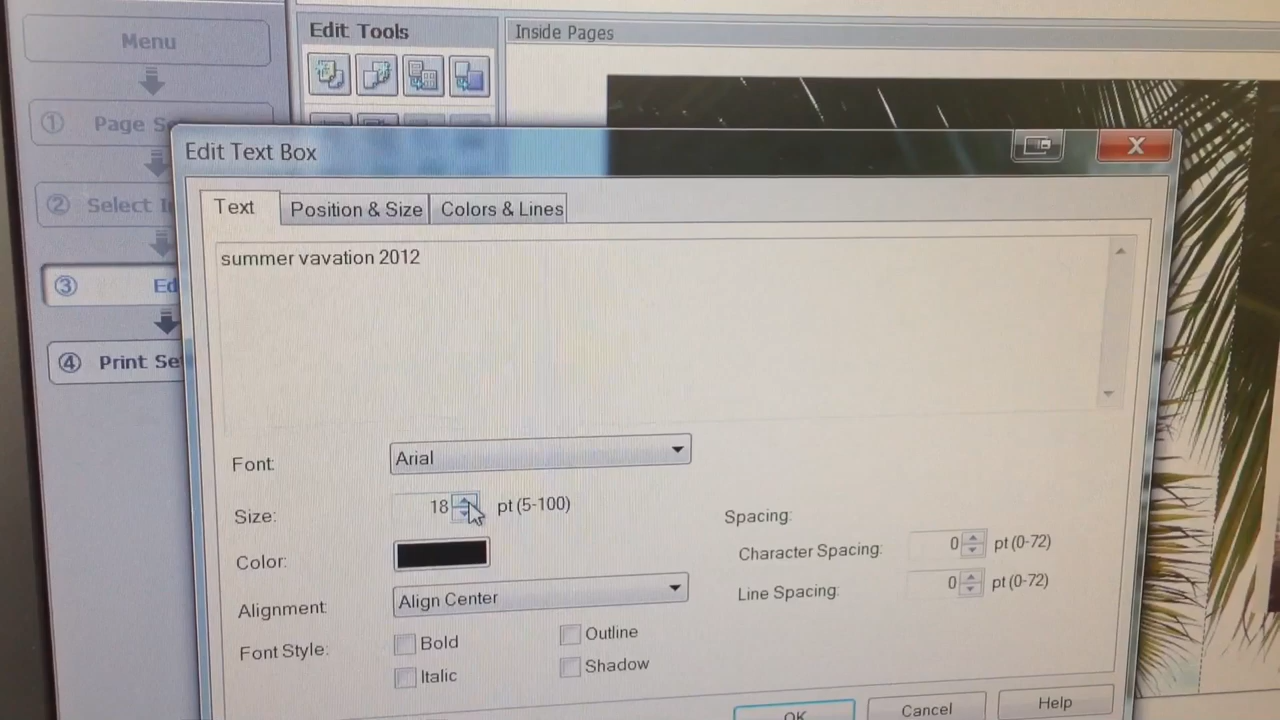 Menu
Edit Tools
Inside Pages
① Page
② Select
③
④ Print
Edit Text Box
Text
Position & Size
Colors & Lines
summer vavation 2012
Font:
Arial
Size:
18
pt (5-100)
Color:
Alignment:
Align Center
Font Style:
Bold
Outline
Italic
Shadow
Spacing:
Character Spacing:
0
pt (0-72)
Line Spacing:
0
pt (0-72)
OK
Cancel
Help